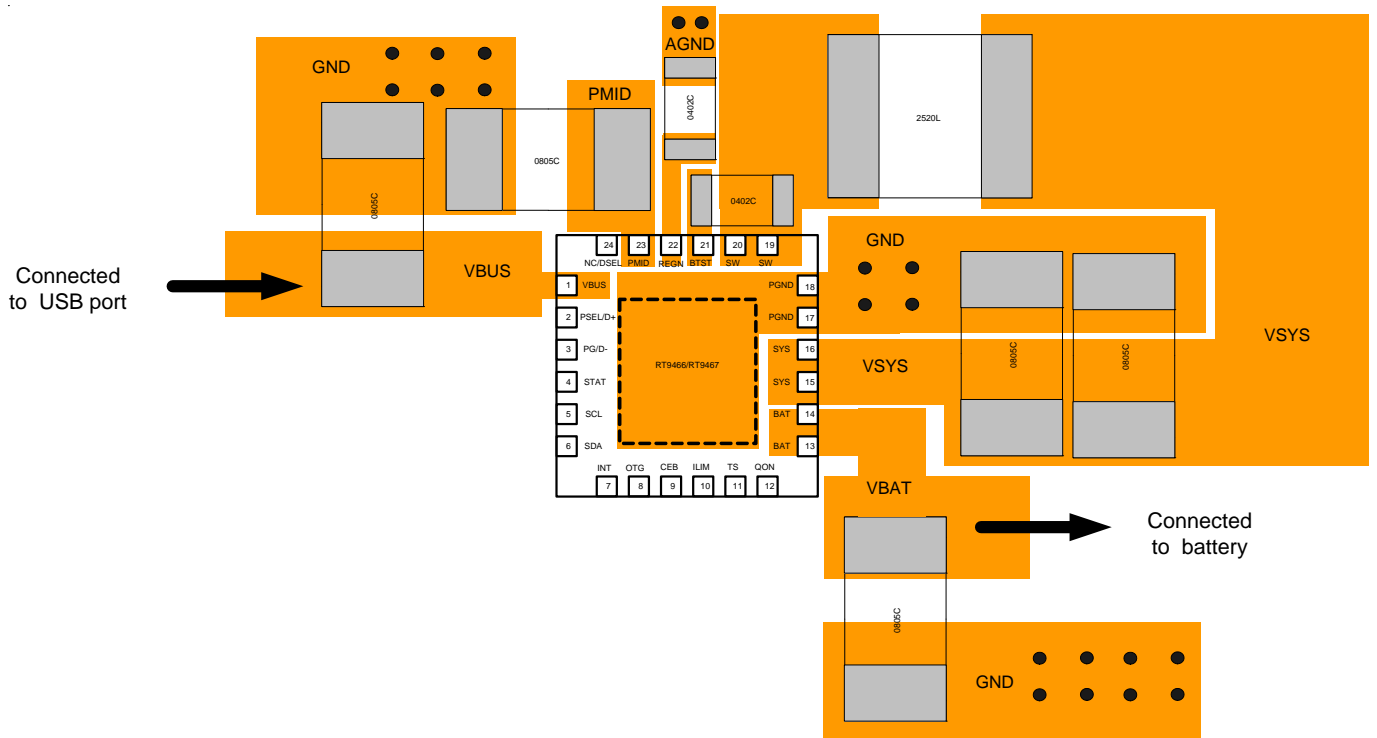 AGND
GND
PMID
0402C
2520L
0805C
0402C
0805C
GND
24
23
22
21
20
19
NC/DSEL
PMID
REGN
BTST
SW
SW
Connected
to USB port
VBUS
1
VBUS
PGND
18
2
PSEL/D+
PGND
17
3
PG/D-
SYS
16
4
STAT
SYS
15
5
SCL
BAT
14
6
SDA
BAT
13
RT9466/RT9467
VSYS
0805C
0805C
VSYS
INT
OTG
CEB
ILIM
TS
QON
7
8
9
10
11
12
VBAT
Connected
to battery
0805C
GND